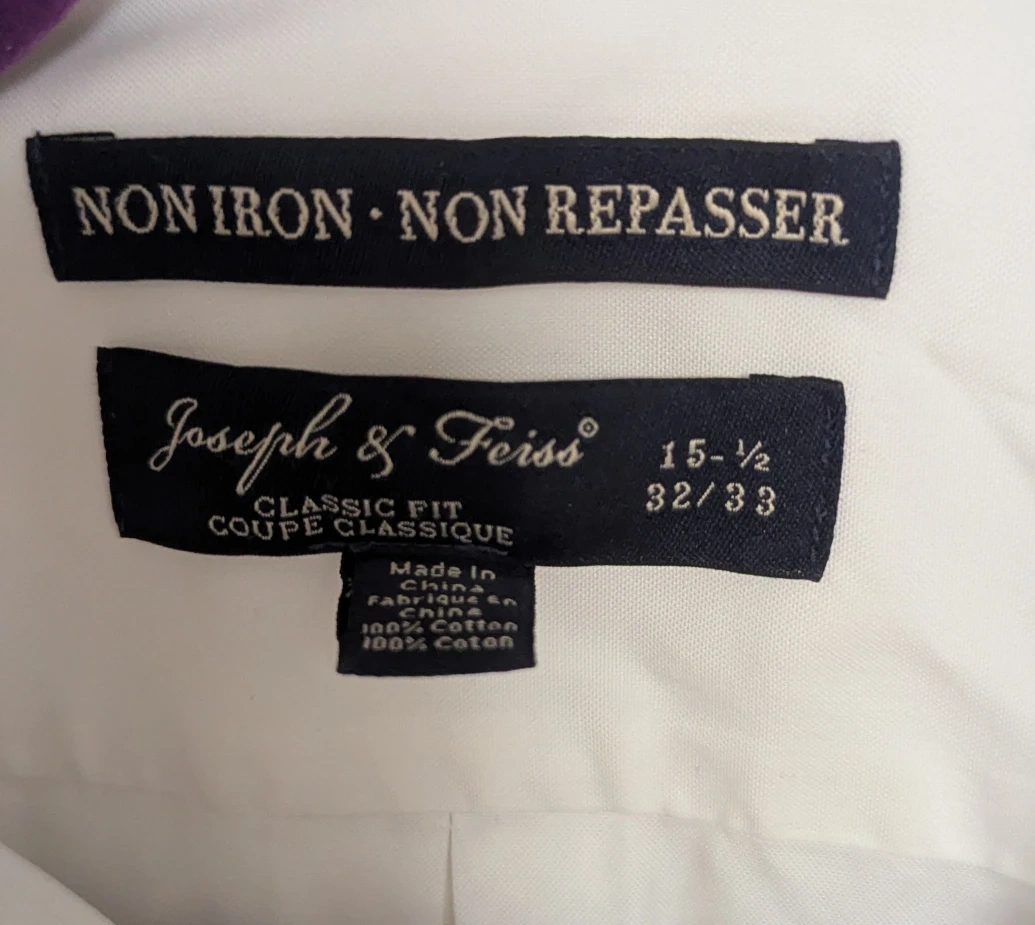 NON IRON · NON REPASSER
Joseph & Feiss®
15-½
32/33
CLASSIC FIT
COUPE CLASSIQUE
Made In
China
Fabriqué en
Chine
100% Cotton
100% Coton